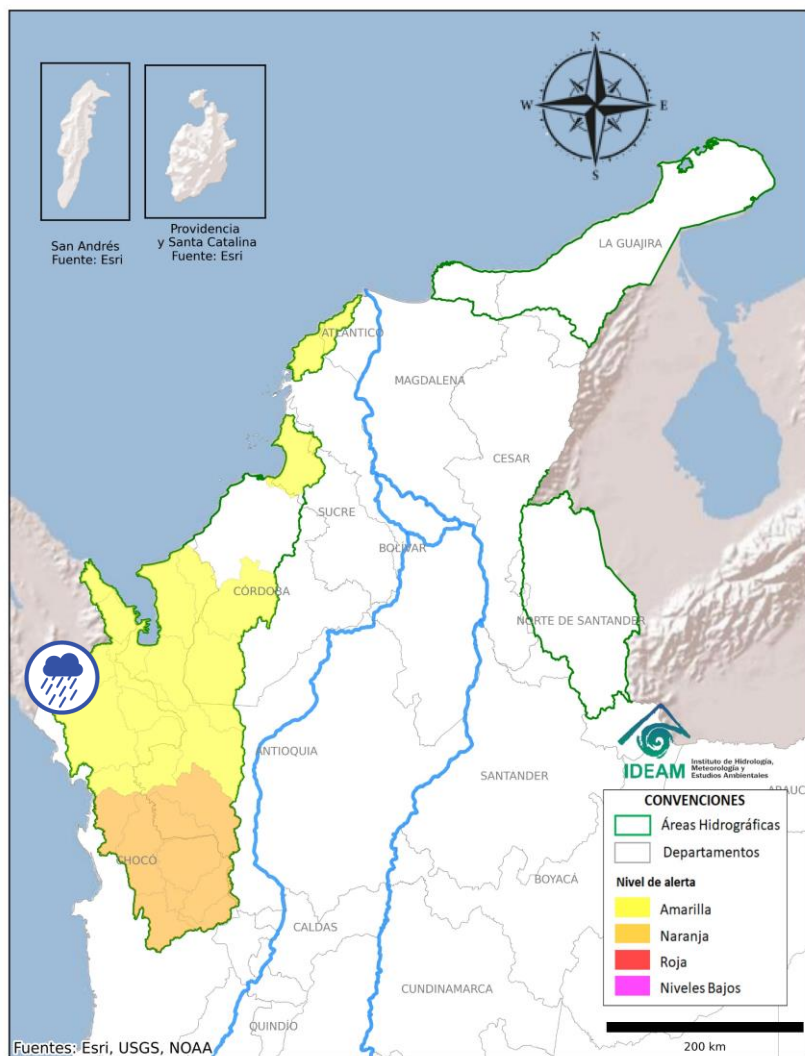 N
W
E
S
San Andrés
Fuente: Esri
Providencia
y Santa Catalina
Fuente: Esri
LA GUAJIRA
ATLÁNTICO
MAGDALENA
CESAR
SUCRE
BOLÍVAR
CÓRDOBA
NORTE DE SANTANDER
ANTIOQUIA
SANTANDER
IDEAM
Instituto de Hidrología,
Meteorología y
Estudios Ambientales
ARAUC
CHOCÓ
BOYACÁ
CALDAS
CUNDINAMARCA
QUINDÍO
CONVENCIONES
Áreas Hidrográficas
Departamentos
Nivel de alerta
Amarilla
Naranja
Roja
Niveles Bajos
Fuentes: Esri, USGS, NOAA
200 km